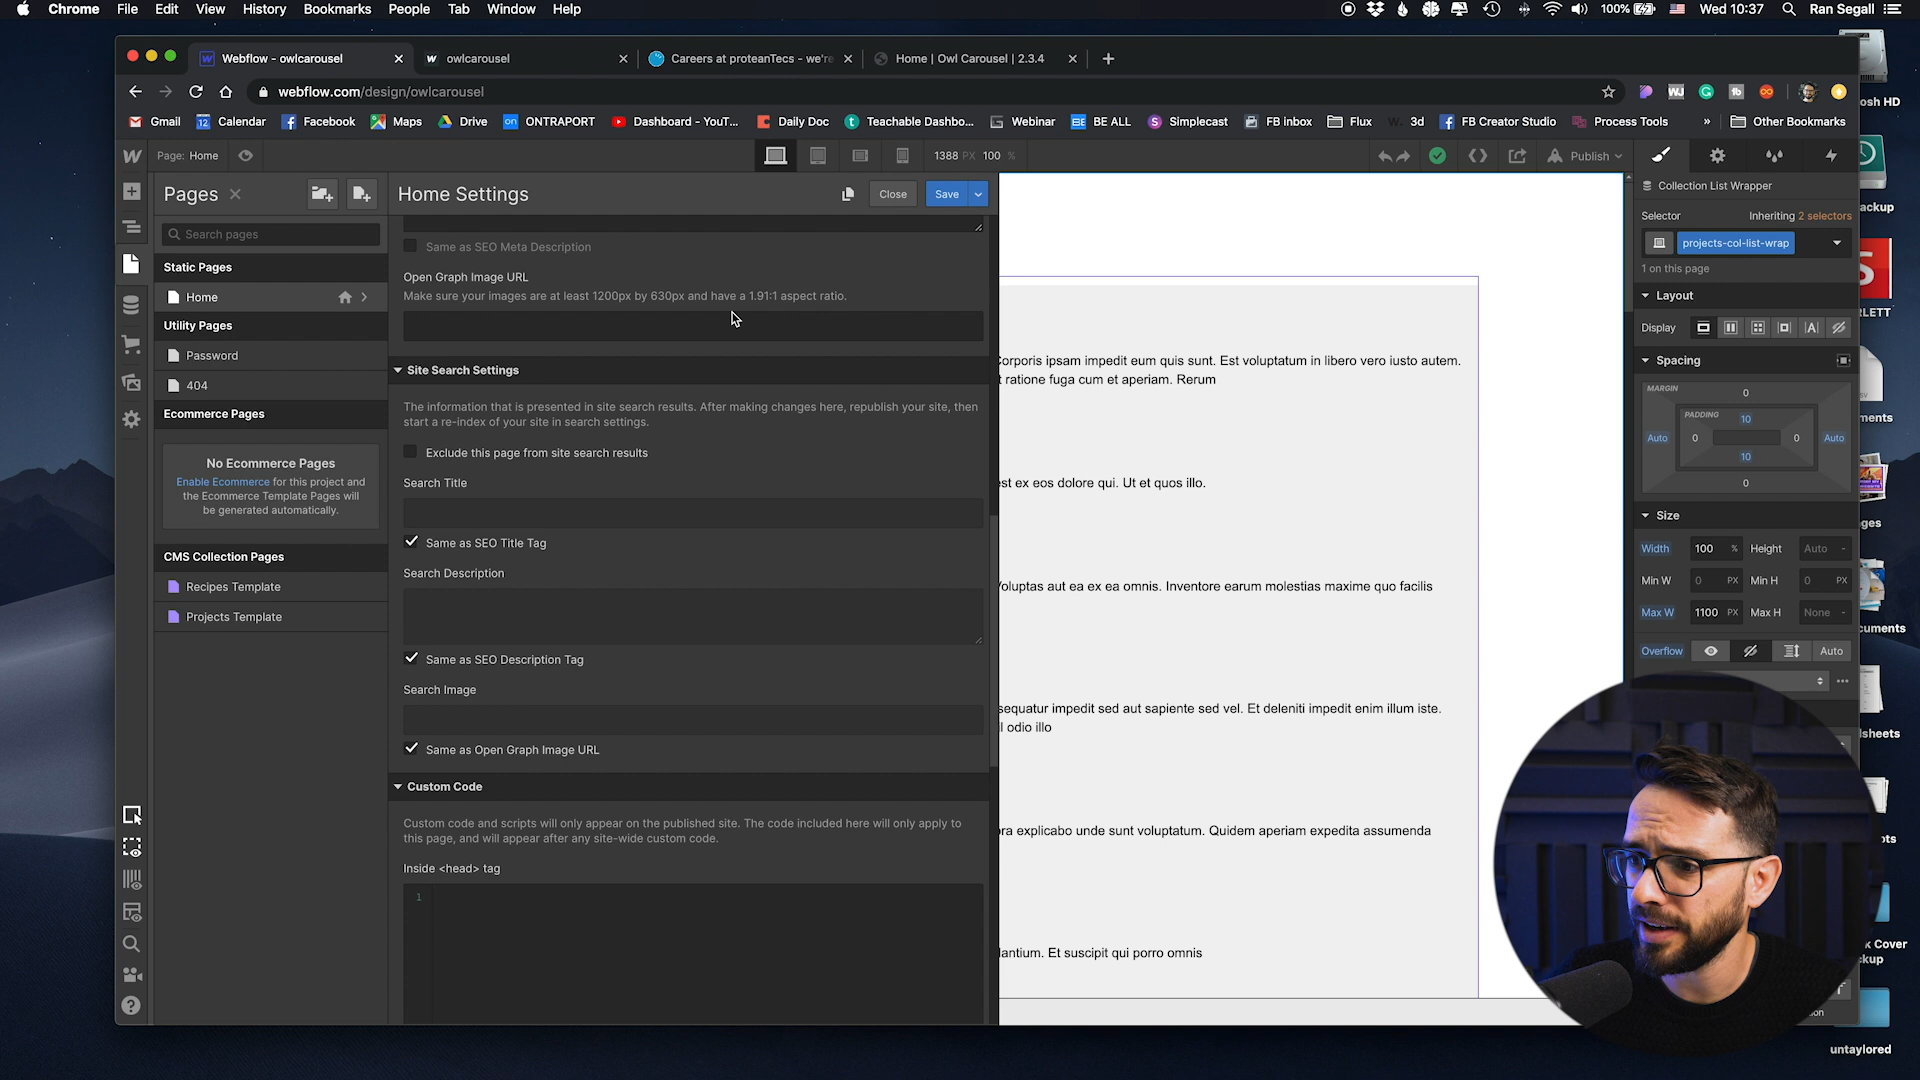 Chrome File Edit View History Bookmarks People Tab Window Help
100% Wed 10:37 Ran Segall
Webflow - owlcarousel
owlcarousel
Careers at proteanTecs - we're
Home | Owl Carousel | 2.3.4
webflow.com/design/owlcarousel
Gmail Calendar Facebook Maps Drive ONTRAPORT Dashboard - YouT... Daily Doc Teachable Dashbo... Webinar BE ALL Simplecast FB inbox Flux 3d FB Creator Studio Process Tools » Other Bookmarks
Page: Home
1388 PX 100 %
Publish
Pages
Search pages
Static Pages
Home
Utility Pages
Password
404
Ecommerce Pages
No Ecommerce Pages
Enable Ecommerce for this project and
the Ecommerce Template Pages will
be generated automatically.
CMS Collection Pages
Recipes Template
Projects Template
Home Settings
Close
Save
Same as SEO Meta Description
Open Graph Image URL
Make sure your images are at least 1200px by 630px and have a 1.91:1 aspect ratio.
Site Search Settings
The information that is presented in site search results. After making changes here, republish your site, then
start a re-index of your site in search settings.
Exclude this page from site search results
Search Title
Same as SEO Title Tag
Search Description
Same as SEO Description Tag
Search Image
Same as Open Graph Image URL
Custom Code
Custom code and scripts will only appear on the published site. The code included here will only apply to
this page, and will appear after any site-wide custom code.
Inside <head> tag
1
Corporis ipsam impedit eum quis sunt. Est voluptatum in libero vero iusto autem.
t ratione fuga cum et aperiam. Rerum
est ex eos dolore qui. Ut et quos illo.
Voluptas aut ea ex ea omnis. Inventore earum molestias maxime quo facilis
sequatur impedit sed aut sapiente sed vel. Et deleniti impedit enim illum iste.
l odio illo
ora explicabo unde sunt voluptatum. Quidem aperiam expedita assumenda
lantium. Et suscipit qui porro omnis
Collection List Wrapper
Selector Inheriting 2 selectors
projects-col-list-wrap
1 on this page
Layout
Display
Spacing
MARGIN
0
PADDING
10
Auto 0 0 Auto
10
0
Size
Width 100 % Height Auto -
Min W 0 PX Min H 0 PX
Max W 1100 PX Max H None -
Overflow Auto
osh HD
ackup
RLETT
ments
ges
cuments
lsheets
ots
k Cover
ckup
untaylored